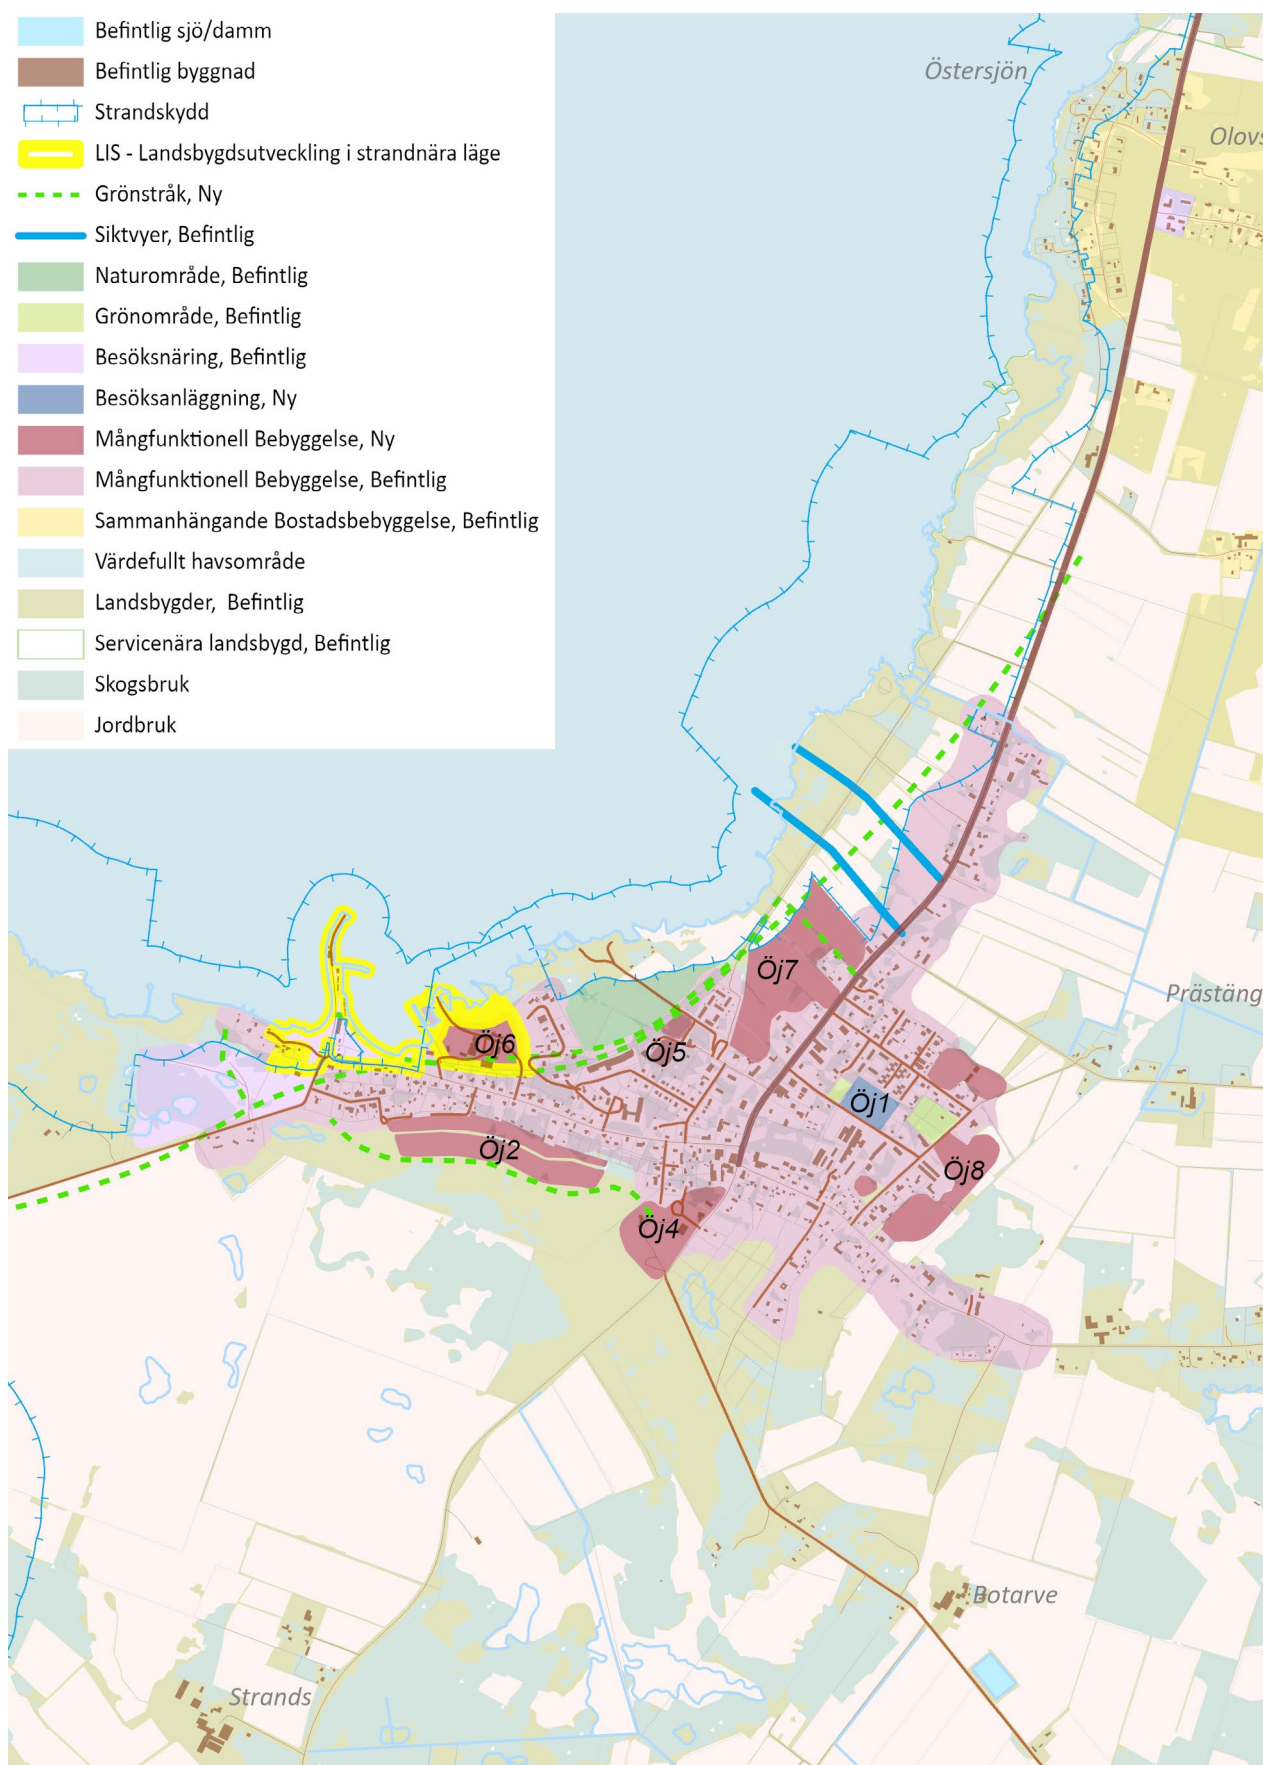 Befintlig sjö/damm
Befintlig byggnad
Strandskydd
LIS - Landsbygdsutveckling i strandnära läge
Grönstråk, Ny
Siktvyer, Befintlig
Naturområde, Befintlig
Grönområde, Befintlig
Besöksnäring, Befintlig
Besöksanläggning, Ny
Mångfunktionell Bebyggelse, Ny
Mångfunktionell Bebyggelse, Befintlig
Sammanhängande Bostadsbebyggelse, Befintlig
Värdefullt havsområde
Landsbygder, Befintlig
Servicenära landsbygd, Befintlig
Skogsbruk
Jordbruk
Östersjön
Olovs
Öj7
Prästäng
Öj6
Öj5
Öj1
Öj2
Öj8
Öj4
Botarve
Strands